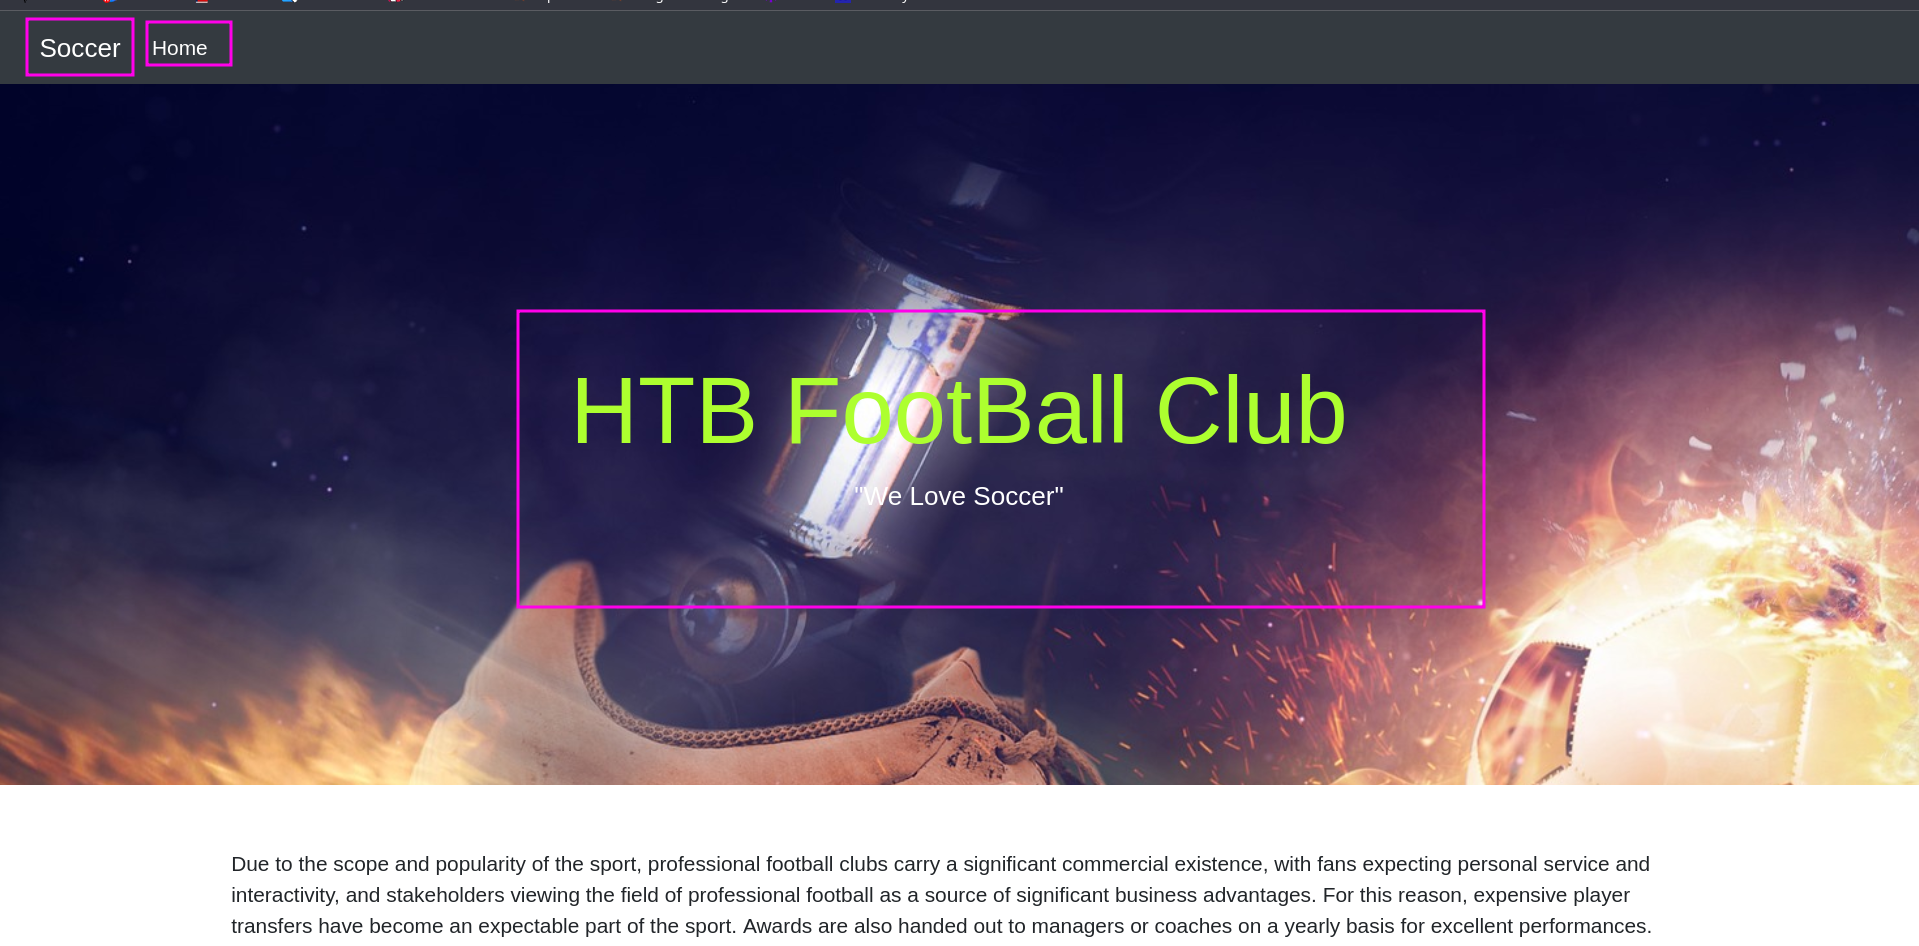 Soccer Home
HTB FootBall Club
"We Love Soccer"
Due to the scope and popularity of the sport, professional football clubs carry a significant commercial existence, with fans expecting personal service and
interactivity, and stakeholders viewing the field of professional football as a source of significant business advantages. For this reason, expensive player
transfers have become an expectable part of the sport. Awards are also handed out to managers or coaches on a yearly basis for excellent performances.